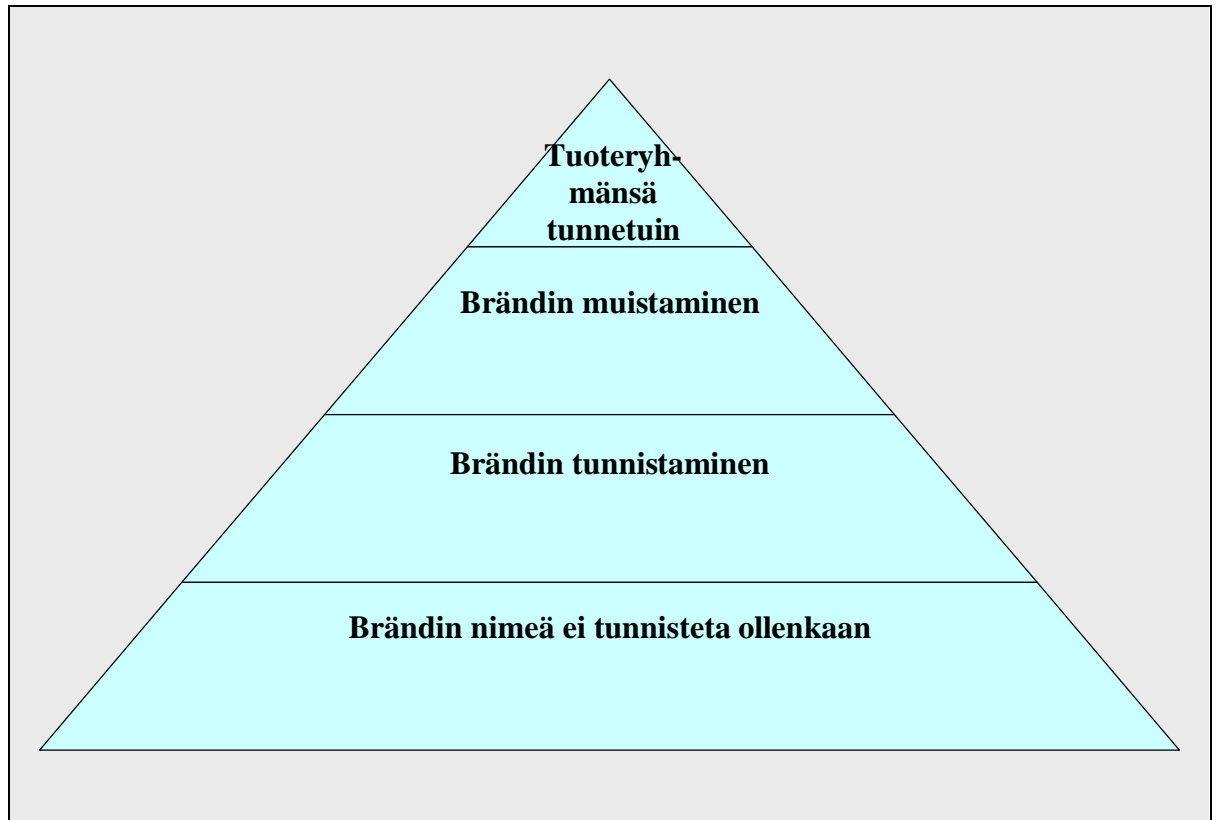 Tuoteryh-
mänsä
tunnetuin
Brändin muistaminen
Brändin tunnistaminen
Brändin nimeä ei tunnisteta ollenkaan